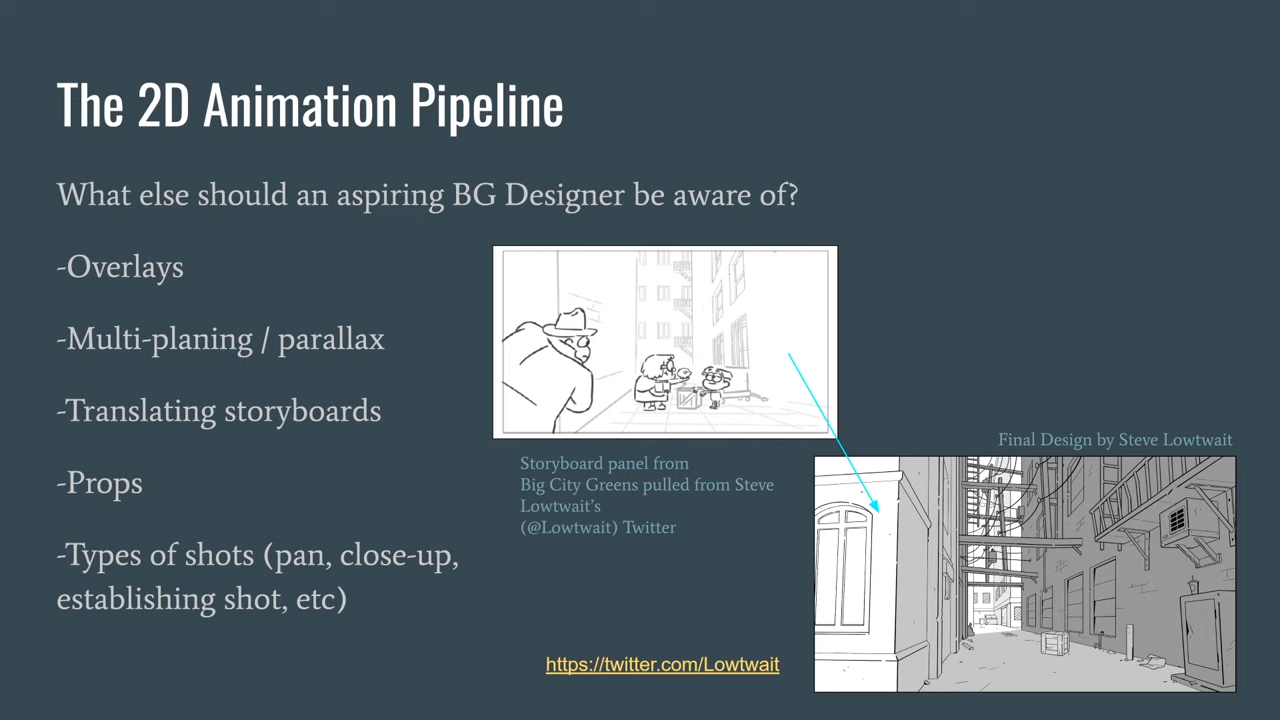 The 2D Animation Pipeline
What else should an aspiring BG Designer be aware of?
-Overlays
-Multi-planing / parallax
-Translating storyboards
-Props
-Types of shots (pan, close-up,
establishing shot, etc)
Storyboard panel from
Big City Greens pulled from Steve
Lowtwait's
(@Lowtwait) Twitter
Final Design by Steve Lowtwait
https://twitter.com/Lowtwait